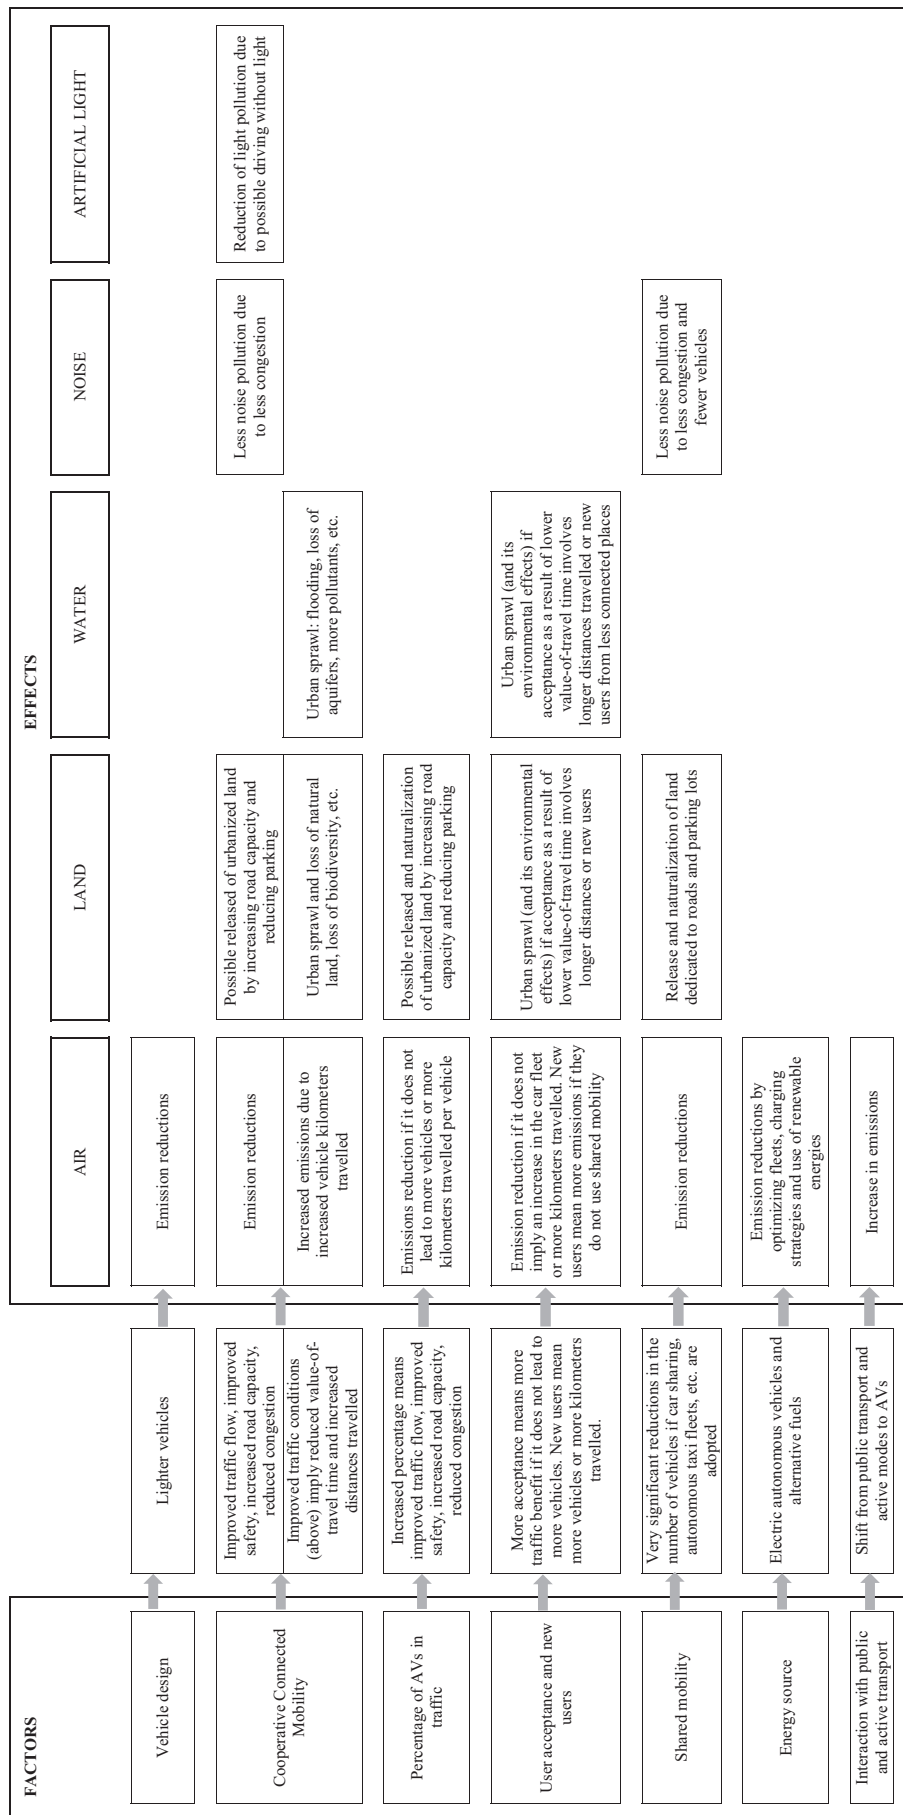 FACTORS
EFFECTS
AIR
LAND
WATER
NOISE
ARTIFICIAL LIGHT
Vehicle design
Lighter vehicles
Emission reductions
Cooperative Connected
Mobility
Improved traffic flow, improved
safety, increased road capacity,
reduced congestion
Emission reductions
Possible released of urbanized land
by increasing road capacity and
reducing parking
Less noise pollution due
to less congestion
Reduction of light pollution due
to possible driving without light
Improved traffic conditions
(above) imply reduced value-of-
travel time and increased
distances travelled
Increased emissions due to
increased vehicle kilometers
travelled
Urban sprawl and loss of natural
land, loss of biodiversity, etc.
Urban sprawl: flooding, loss of
aquifers, more pollutants, etc.
Percentage of AVs in
traffic
Increased percentage means
improved traffic flow, improved
safety, increased road capacity,
reduced congestion
Emissions reduction if it does not
lead to more vehicles or more
kilometers travelled per vehicle
Possible released and naturalization
of urbanized land by increasing road
capacity and reducing parking
User acceptance and new
users
More acceptance means more
traffic benefit if it does not lead to
more vehicles. New users mean
more vehicles or more kilometers
travelled.
Emission reduction if it does not
imply an increase in the car fleet
or more kilometers travelled. New
users mean more emissions if they
do not use shared mobility
Urban sprawl (and its environmental
effects) if acceptance as a result of
lower value-of-travel time involves
longer distances or new users
Urban sprawl (and its
environmental effects) if
acceptance as a result of lower
value-of-travel time involves
longer distances travelled or new
users from less connected places
Shared mobility
Very significant reductions in the
number of vehicles if car sharing,
autonomous taxi fleets, etc. are
adopted
Emission reductions
Release and naturalization of land
dedicated to roads and parking lots
Less noise pollution due
to less congestion and
fewer vehicles
Energy source
Electric autonomous vehicles and
alternative fuels
Emission reductions by
optimizing fleets, charging
strategies and use of renewable
energies
Interaction with public
and active transport
Shift from public transport and
active modes to AVs
Increase in emissions